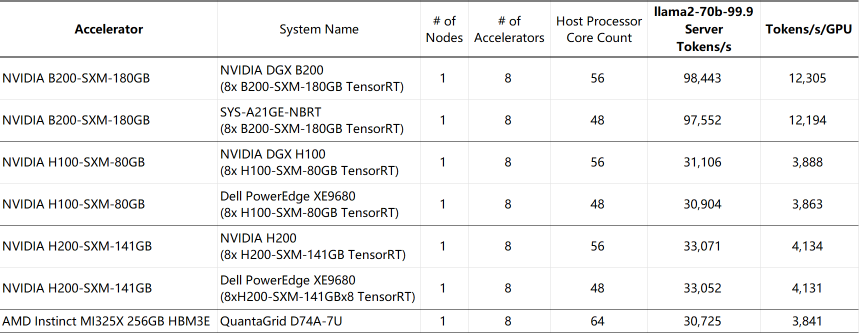 Accelerator System Name # of Nodes # of Accelerators Host Processor Core Count llama2-70b-99.9 Server Tokens/s Tokens/s/GPU
NVIDIA B200-SXM-180GB NVIDIA DGX B200 (8x B200-SXM-180GB TensorRT) 1 8 56 98,443 12,305
NVIDIA B200-SXM-180GB SYS-A21GE-NBRT (8x B200-SXM-180GB TensorRT) 1 8 48 97,552 12,194
NVIDIA H100-SXM-80GB NVIDIA DGX H100 (8x H100-SXM-80GB TensorRT) 1 8 56 31,106 3,888
NVIDIA H100-SXM-80GB Dell PowerEdge XE9680 (8x H100-SXM-80GB TensorRT) 1 8 48 30,904 3,863
NVIDIA H200-SXM-141GB NVIDIA H200 (8x H200-SXM-141GB TensorRT) 1 8 56 33,071 4,134
NVIDIA H200-SXM-141GB Dell PowerEdge XE9680 (8xH200-SXM-141GBx8 TensorRT) 1 8 48 33,052 4,131
AMD Instinct MI325X 256GB HBM3E QuantaGrid D74A-7U 1 8 64 30,725 3,841